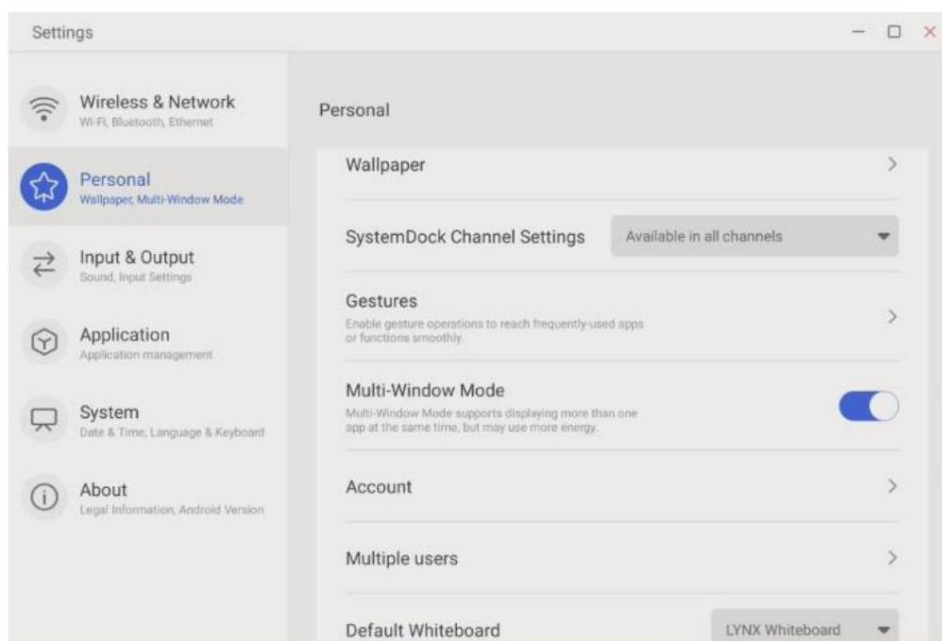 Settings
Wireless & Network
Wi-Fi, Bluetooth, Ethernet
Personal
Wallpaper, Multi-Window Mode
Input & Output
Sound, Input Settings
Application
Application management
System
Date & Time, Language & Keyboard
About
Legal Information, Android Version
Personal
Wallpaper
SystemDock Channel Settings
Available in all channels
Gestures
Enable gesture operations to reach frequently-used apps
or functions smoothly.
Multi-Window Mode
Multi-Window Mode supports displaying more than one
app at the same time, but may use more energy.
Account
Multiple users
Default Whiteboard
LYNX Whiteboard